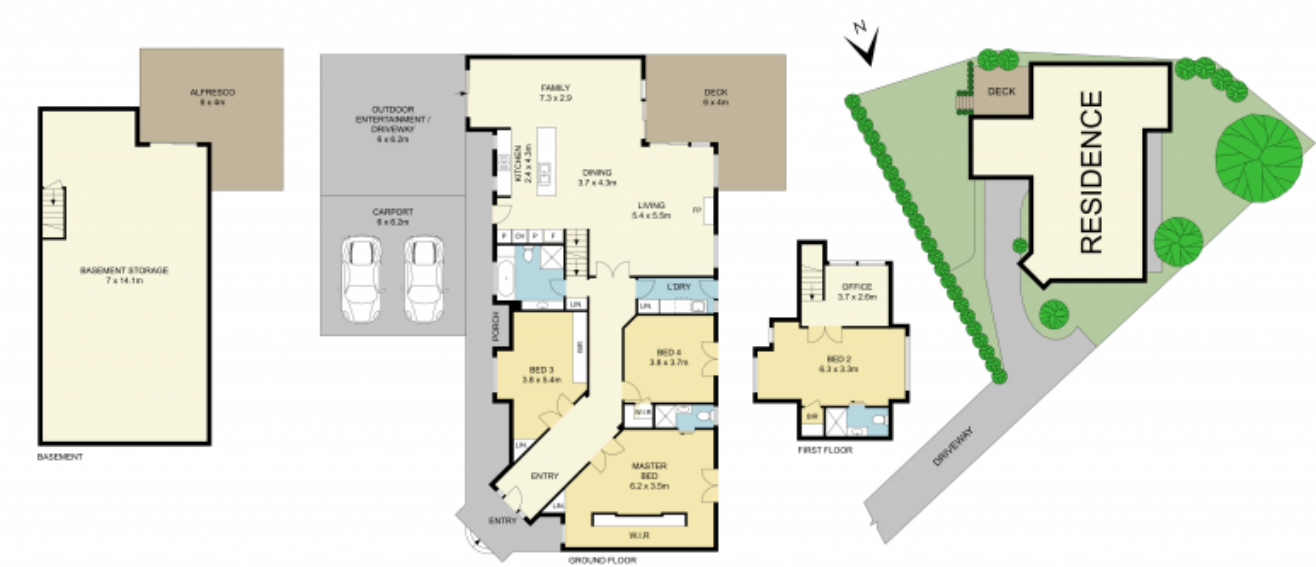 ALFRESCO
6 x 4m
BASEMENT STORAGE
7 x 14.1m
BASEMENT
OUTDOOR
ENTERTAINMENT /
DRIVEWAY
6 x 6.2m
CARPORT
6 x 6.2m
FAMILY
7.3 x 2.9
DECK
6 x 4m
KITCHEN
2.4 x 4.3m
DINING
3.7 x 4.3m
LIVING
5.4 x 5.5m
FP
P
OV
P
F
LIN.
L'DRY
LIN.
PORCH
BIR
BED 3
3.8 x 5.4m
BED 4
3.8 x 3.7m
W.I.R
LIN.
ENTRY
MASTER
BED
6.2 x 3.5m
LIN.
ENTRY
W.I.R
GROUND FLOOR
OFFICE
3.7 x 2.6m
BED 2
6.3 x 3.3m
BIR
FIRST FLOOR
N
DECK
RESIDENCE
DRIVEWAY